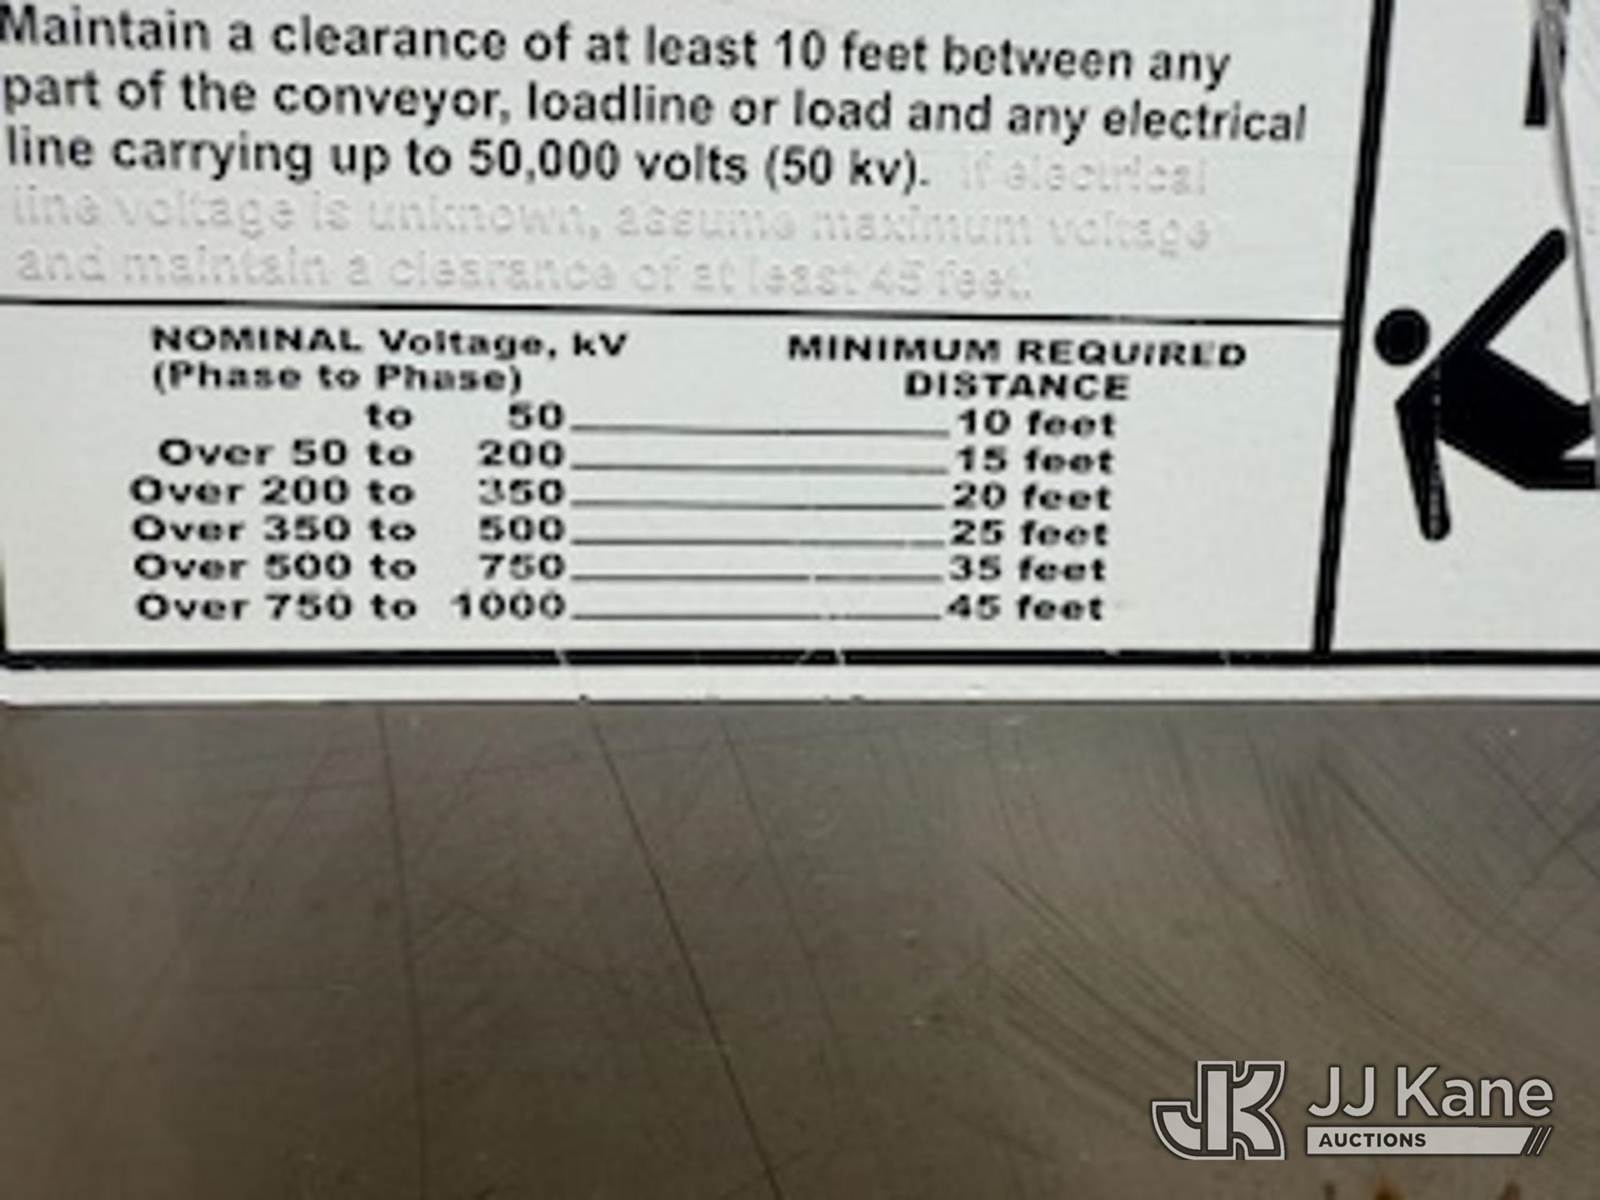 Maintain a clearance of at least 10 feet between any
part of the conveyor, loadline or load and any electrical
line carrying up to 50,000 volts (50 kv). If electrical
line voltage is unknown, assume maximum voltage
and maintain a clearance of at least 45 feet.
NOMINAL Voltage, kV MINIMUM REQUIRED
(Phase to Phase) DISTANCE
to 50 10 feet
Over 50 to 200 15 feet
Over 200 to 350 20 feet
Over 350 to 500 25 feet
Over 500 to 750 35 feet
Over 750 to 1000 45 feet
JK JJ Kane
AUCTIONS